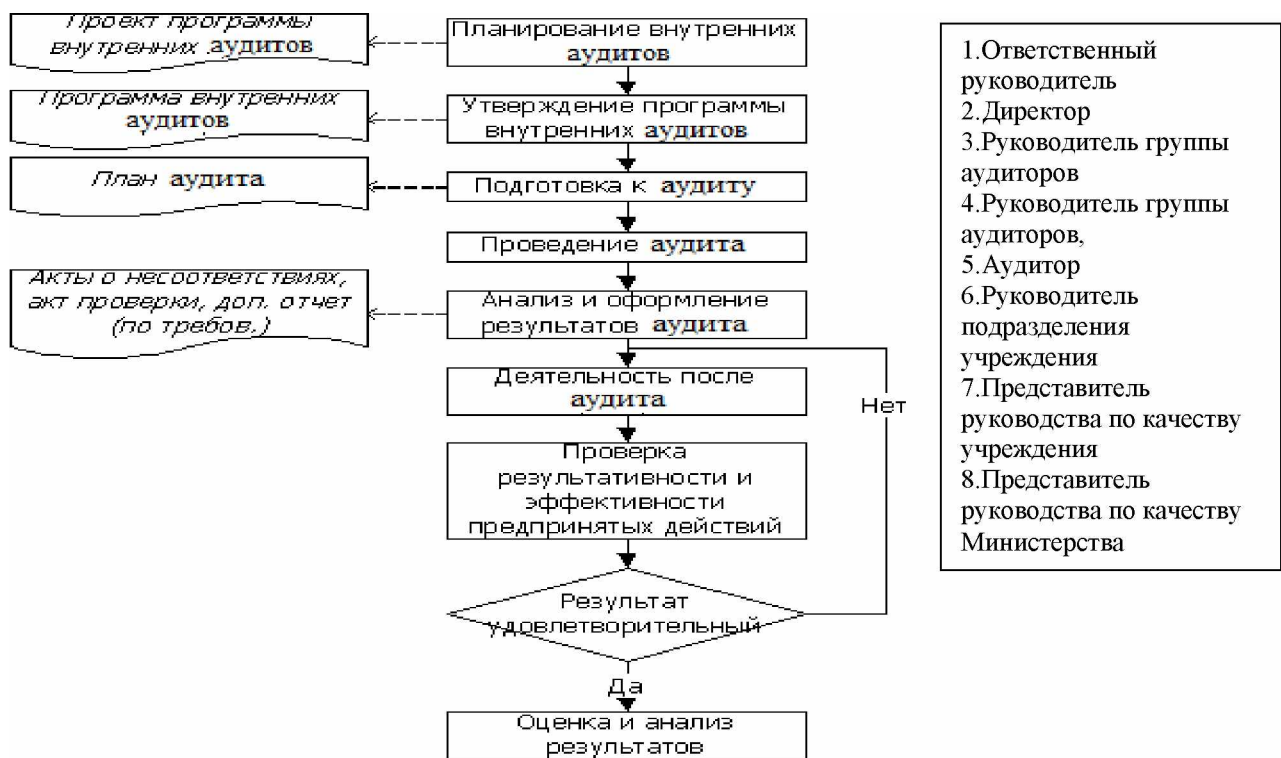 Проект программы
внутренних аудитов
Планирование внутренних
аудитов
Программа внутренних
аудитов
Утверждение программы
внутренних аудитов
План аудита
Подготовка к аудиту
Проведение аудита
Акты о несоответствиях,
акт проверки, доп. отчет
(по требов.)
Анализ и оформление
результатов аудита
Деятельность после
аудита
Нет
Проверка
результативности и
эффективности
предпринятых действий
Результат
удовлетворительный
Да
Оценка и анализ
результатов
1.Ответственный
руководитель
2.Директор
3.Руководитель группы
аудиторов
4.Руководитель группы
аудиторов,
5.Аудитор
6.Руководитель
подразделения
учреждения
7.Представитель
руководства по качеству
учреждения
8.Представитель
руководства по качеству
Министерства